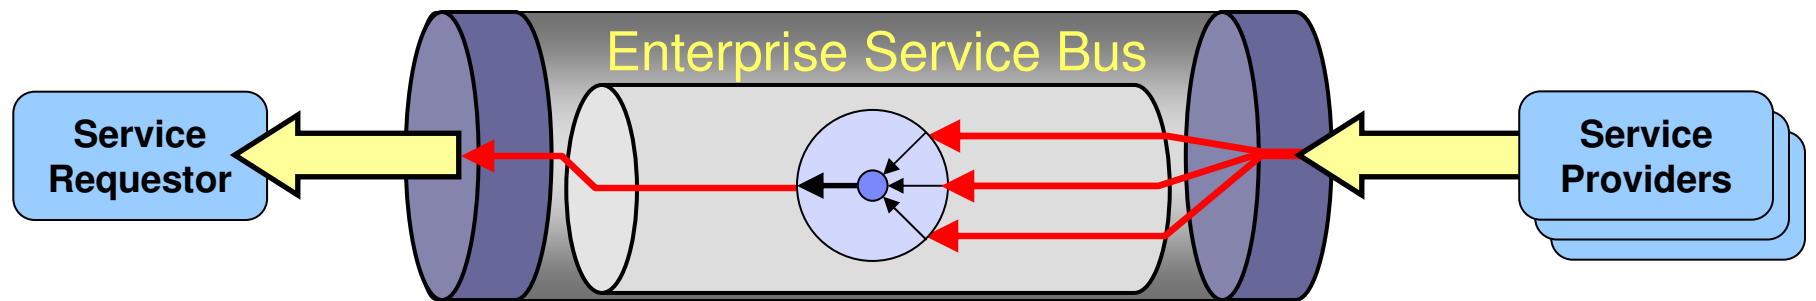 Enterprise Service Bus
Service
Requestor
Service
Providers